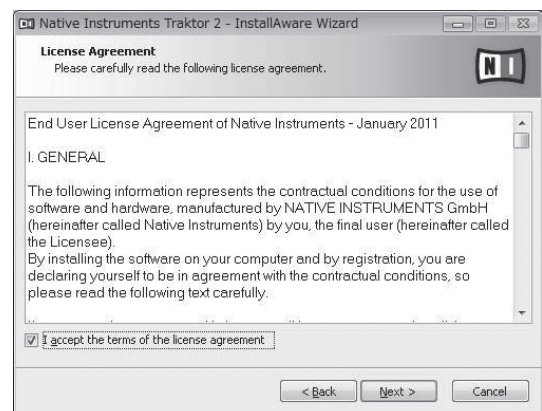 Native Instruments Traktor 2 - InstallAware Wizard
License Agreement
Please carefully read the following license agreement.
N I
End User License Agreement of Native Instruments - January 2011
I. GENERAL
The following information represents the contractual conditions for the use of
software and hardware, manufactured by NATIVE INSTRUMENTS GmbH
(hereinafter called Native Instruments) by you, the final user (hereinafter called
the Licensee).
By installing the software on your computer and by registration, you are
declaring yourself to be in agreement with the contractual conditions, so
please read the following text carefully.
I accept the terms of the license agreement
< Back Next > Cancel